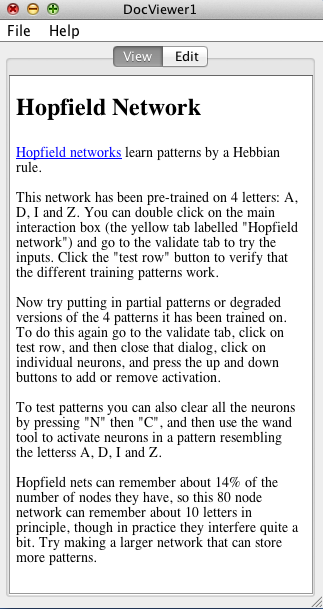 DocViewer1
File Help
View Edit
Hopfield Network
Hopfield networks learn patterns by a Hebbian
rule.
This network has been pre-trained on 4 letters: A,
D, I and Z. You can double click on the main
interaction box (the yellow tab labelled "Hopfield
network") and go to the validate tab to try the
inputs. Click the "test row" button to verify that
the different training patterns work.
Now try putting in partial patterns or degraded
versions of the 4 patterns it has been trained on.
To do this again go to the validate tab, click on
test row, and then close that dialog, click on
individual neurons, and press the up and down
buttons to add or remove activation.
To test patterns you can also clear all the neurons
by pressing "N" then "C", and then use the wand
tool to activate neurons in a pattern resembling
the letterss A, D, I and Z.
Hopfield nets can remember about 14% of the
number of nodes they have, so this 80 node
network can remember about 10 letters in
principle, though in practice they interfere quite a
bit. Try making a larger network that can store
more patterns.